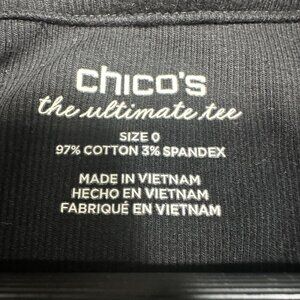 chico's
the ultimate tee
SIZE 0
97% COTTON 3% SPANDEX
MADE IN VIETNAM
HECHO EN VIETNAM
FABRIQUÉ EN VIETNAM